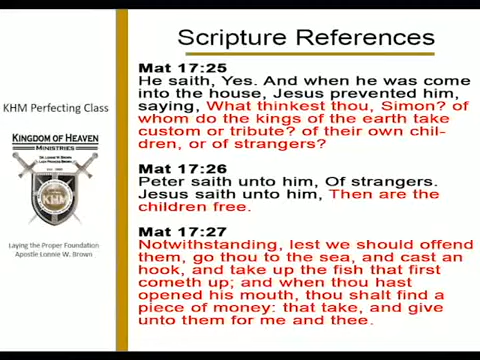 Scripture References
Mat 17:25
He saith, Yes. And when he was come
into the house, Jesus prevented him,
saying, What thinkest thou, Simon? of
whom do the kings of the earth take
custom or tribute? of their own chil-
dren, or of strangers?
Mat 17:26
Peter saith unto him, Of strangers.
Jesus saith unto him, Then are the
children free.
Mat 17:27
Notwithstanding, lest we should offend
them, go thou to the sea, and cast an
hook, and take up the fish that first
cometh up; and when thou hast
opened his mouth, thou shalt find a
piece of money: that take, and give
unto them for me and thee.
KHM Perfecting Class
KINGDOM OF HEAVEN
MINISTRIES
DR. LONNIE W. BROWN
KHM
Laying the Proper Foundation
Apostle Lonnie W. Brown